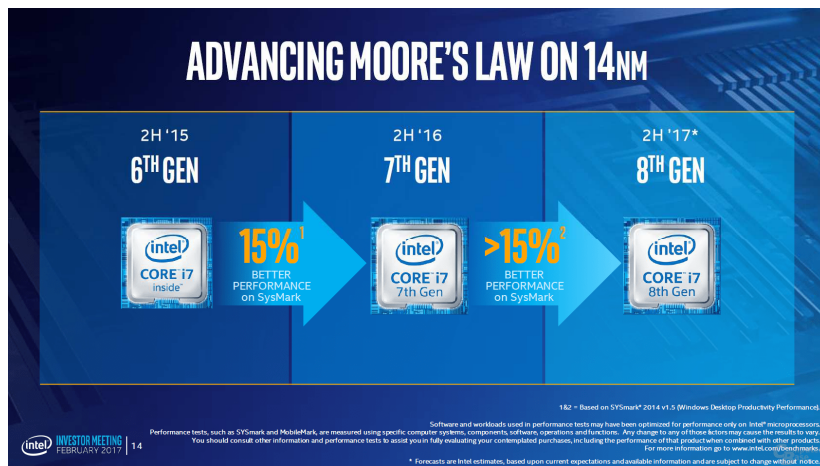 ADVANCING MOORE'S LAW ON 14NM
2H '15
6TH GEN
2H '16
7TH GEN
2H '17*
8TH GEN
intel
CORE i7
inside™
15%1
BETTER
PERFORMANCE
on SysMark
intel
CORE i7
7th Gen
>15%2
BETTER
PERFORMANCE
on SysMark
intel
CORE i7
8th Gen
1&2 = Based on SYSmark* 2014 v1.5 (Windows Desktop Productivity Performance).
Software and workloads used in performance tests may have been optimized for performance only on Intel® microprocessors.
Performance tests, such as SYSmark and MobileMark, are measured using specific computer systems, components, software, operations and functions. Any change to any of those factors may cause the results to vary.
You should consult other information and performance tests to assist you in fully evaluating your contemplated purchases, including the performance of that product when combined with other products.
For more information go to www.intel.com/benchmarks
* Forecasts are Intel estimates, based upon current expectations and available information and are subject to change without notice.
intel
INVESTOR MEETING
FEBRUARY 2017
14